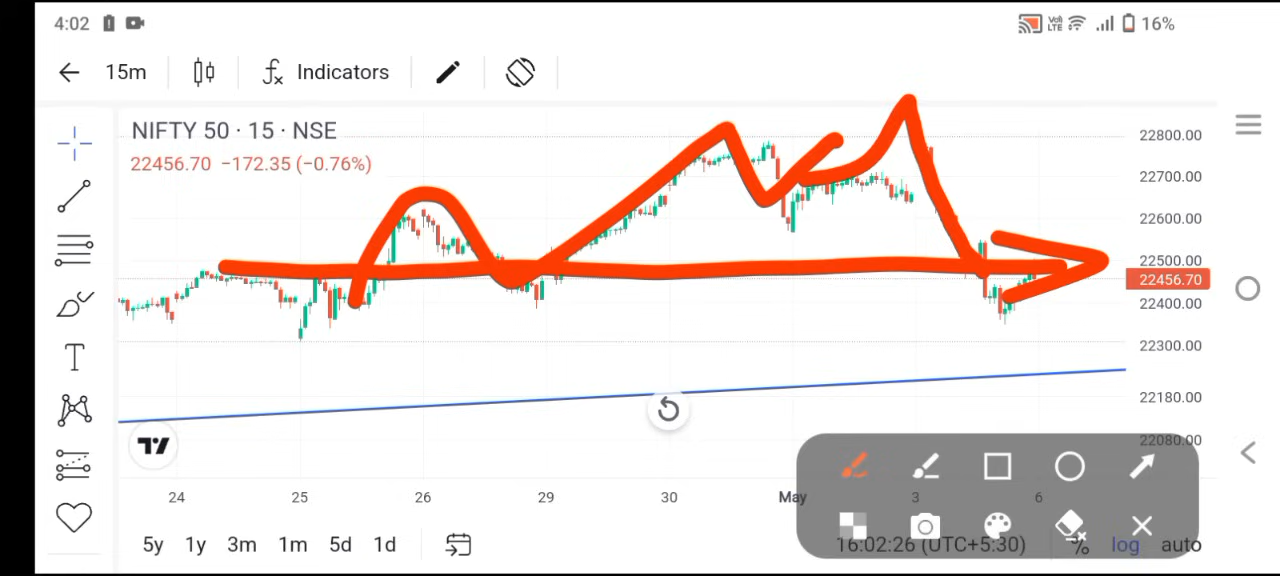 4:02
Vo) LTE
16%
15m
Indicators
NIFTY 50 · 15 · NSE
22456.70 −172.35 (−0.76%)
22800.00
22700.00
22600.00
22500.00
22456.70
22400.00
22300.00
22180.00
22080.00
24 25 26 29 30 May 3 6
5y 1y 3m 1m 5d 1d
16:02:26 (UTC+5:30)
% log auto